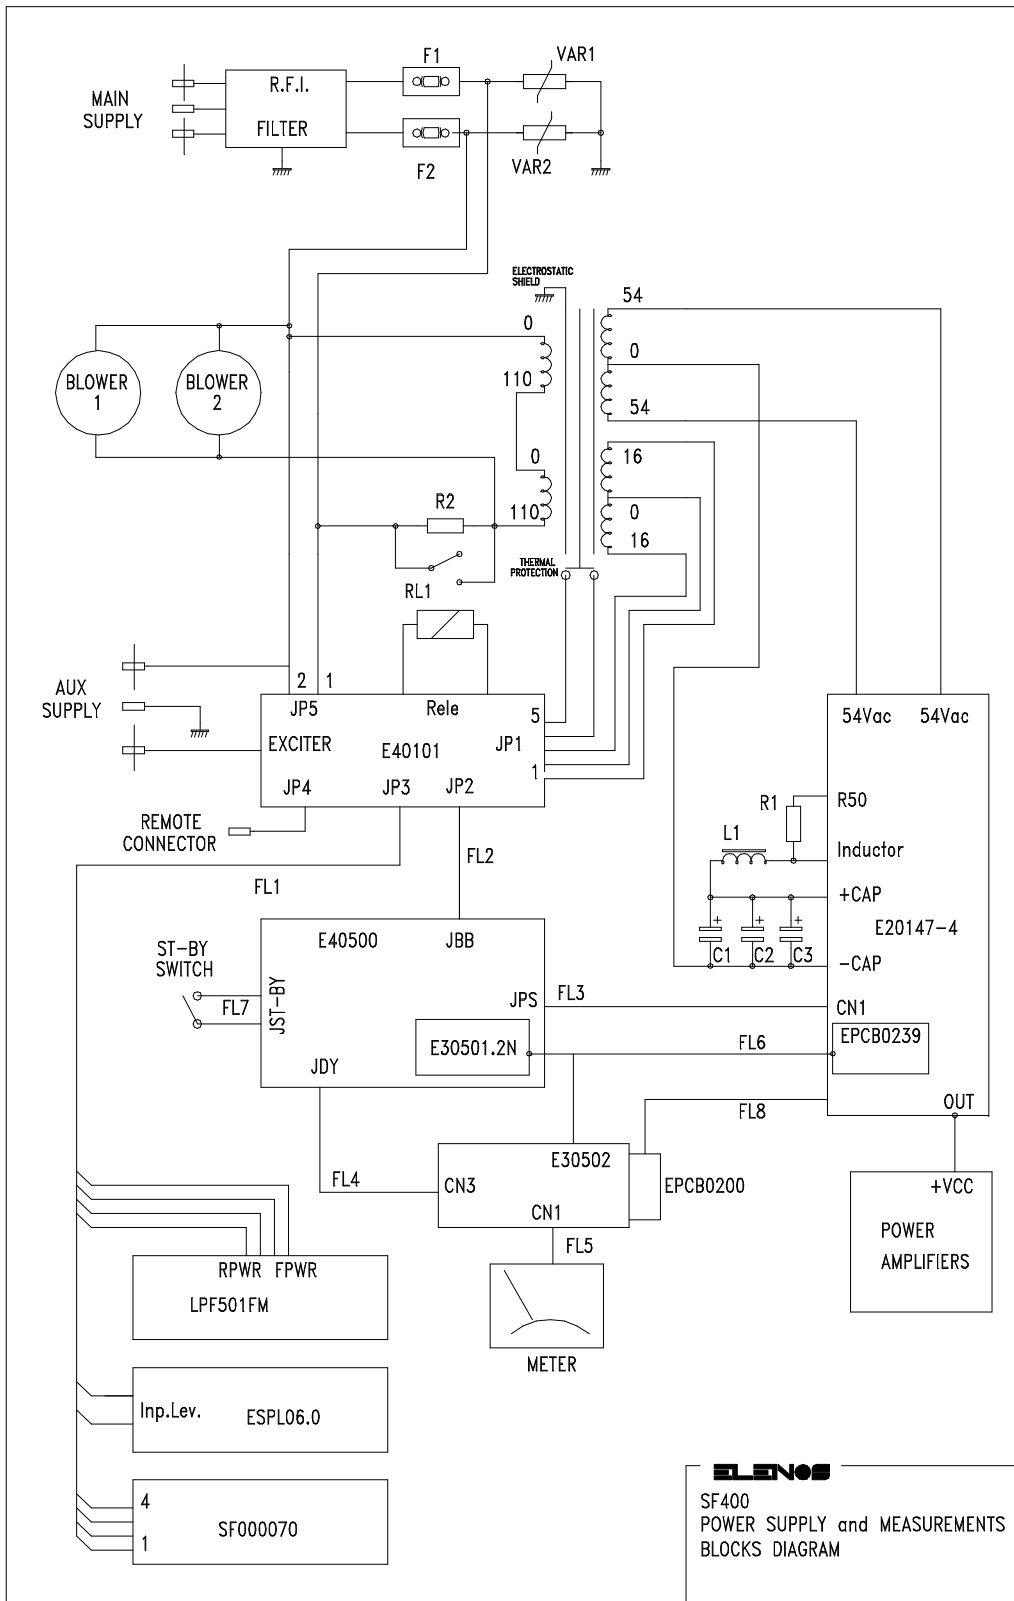 F1
VAR1
MAIN
SUPPLY
R.F.I.
FILTER
F2
VAR2
ELECTROSTATIC
SHIELD
54
0
0
110
54
BLOWER
1
BLOWER
2
0
16
R2
110
0
16
THERMAL
PROTECTION
RL1
AUX
SUPPLY
2 1
JP5
Rele
5
EXCITER
E40101
JP1
1
JP4
JP3
JP2
54Vac
54Vac
REMOTE
CONNECTOR
R1
R50
L1
Inductor
FL2
FL1
+CAP
+
+
+
E20147-4
C1
C2
C3
-CAP
ST-BY
SWITCH
E40500
JBB
FL7
JST-BY
JPS
FL3
CN1
E30501.2N
FL6
EPCB0239
JDY
FL8
OUT
E30502
FL4
CN3
EPCB0200
CN1
FL5
+VCC
POWER
AMPLIFIERS
RPWR FPWR
LPF501FM
METER
Inp.Lev.
ESPL06.0
4
SF000070
1
ELENOS
SF400
POWER SUPPLY and MEASUREMENTS
BLOCKS DIAGRAM